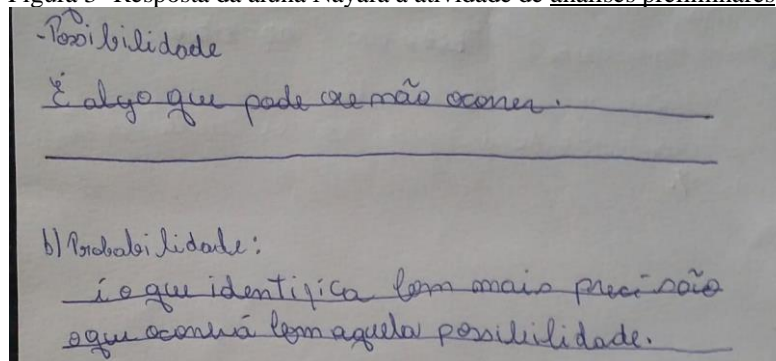 Figura 3- Resposta da aluna Nayara à atividade de análises preliminares
-Possibilidade
É algo que pode ou não ocorrer.
b) Probabilidade:
é o que identifica com mais precisão
o que ocorrerá com aquela possibilidade.